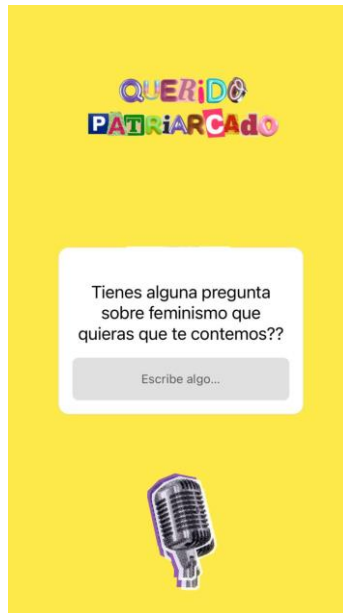 QUERiDO
PATRiARCAdo
Tienes alguna pregunta
sobre feminismo que
quieras que te contemos??
Escribe algo...